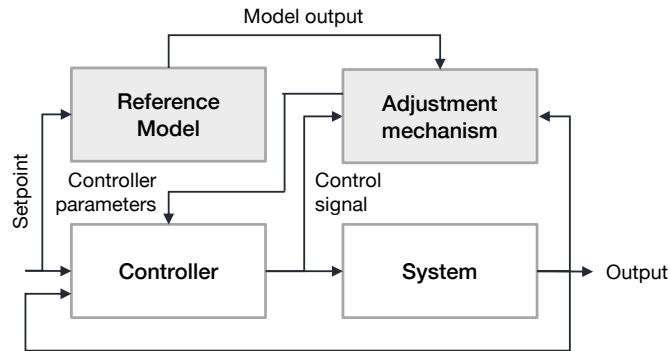 Model output
Reference
Model
Adjustment
mechanism
Setpoint
Controller
parameters
Control
signal
Controller
System
Output